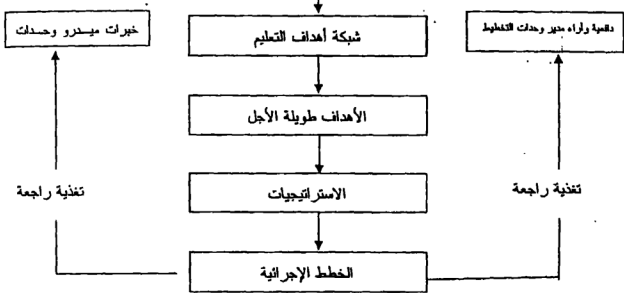 خبرات ميدرو وحدات
شبكة أهداف التعليم
دافعية وآراء مدير وحدات التخطيط
الأهداف طويلة الأجل
الاستراتيجيات
تغذية راجعة
تغذية راجعة
الخطط الإجرائية